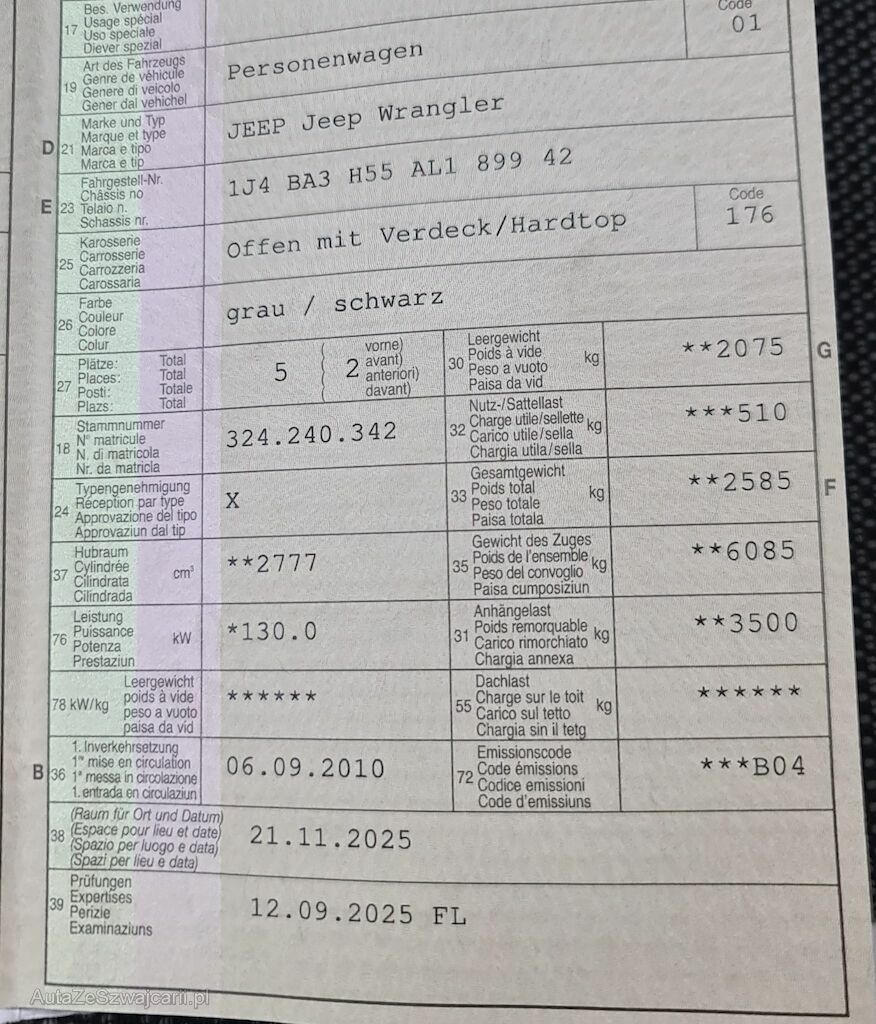 17 Bes. Verwendung
Usage spécial
Uso speciale
Diever spezial
Code
01
19 Art des Fahrzeugs
Genre de véhicule
Genere di veicolo
Gener dal vehichel
Personenwagen
D 21 Marke und Typ
Marque et type
Marca e tipo
Marca e tip
JEEP Jeep Wrangler
E 23 Fahrgestell-Nr.
Châssis no
Telaio n.
Schassis nr.
1J4 BA3 H55 AL1 899 42
25 Karosserie
Carrosserie
Carrozzeria
Carossaria
Offen mit Verdeck/Hardtop
Code
176
26 Farbe
Couleur
Colore
Colur
grau / schwarz
27 Plätze: Total
Places: Total
Posti: Totale
Plazs: Total
5 ( 2 vorne)
avant)
anteriori)
davant)
30 Leergewicht
Poids à vide
Peso a vuoto
Paisa da vid
kg
**2075 G
18 Stammnummer
N° matricule
N. di matricola
Nr. da matricla
324.240.342
32 Nutz-/Sattellast
Charge utile/sellette
Carico utile/sella
Chargia utila/sella
kg
***510
24 Typengenehmigung
Réception par type
Approvazione del tipo
Approvaziun dal tip
X
33 Gesamtgewicht
Poids total
Peso totale
Paisa totala
kg
**2585 F
37 Hubraum
Cylindrée
Cilindrata
Cilindrada
cm³
**2777
35 Gewicht des Zuges
Poids de l'ensemble
Peso del convoglio
Paisa cumposiziun
kg
**6085
76 Leistung
Puissance
Potenza
Prestaziun
kW
*130.0
31 Anhängelast
Poids remorquable
Carico rimorchiato
Chargia annexa
kg
**3500
78 kW/kg Leergewicht
poids à vide
peso a vuoto
paisa da vid
******
55 Dachlast
Charge sur le toit
Carico sul tetto
Chargia sin il tetg
kg
******
B 36 1. Inverkehrsetzung
1re mise en circulation
1a messa in circolazione
1. entrada en circulaziun
06.09.2010
72 Emissionscode
Code émissions
Codice emissioni
Code d'emissiuns
***B04
38 (Raum für Ort und Datum)
(Espace pour lieu et date)
(Spazio per luogo e data)
(Spazi per lieu e data)
21.11.2025
39 Prüfungen
Expertises
Perizie
Examinaziuns
12.09.2025 FL
AutaZeSzwajcarii.pl